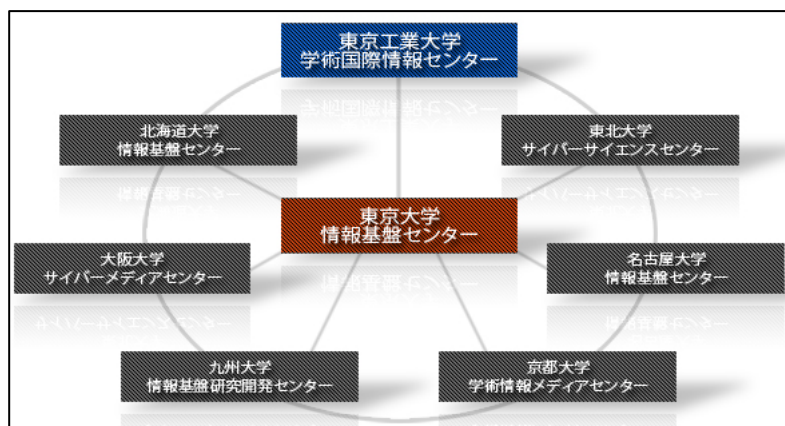 東京工業大学
学術国際情報センター
北海道大学
情報基盤センター
東北大学
サイバーサイエンスセンター
東京大学
情報基盤センター
大阪大学
サイバーメディアセンター
名古屋大学
情報基盤センター
九州大学
情報基盤研究開発センター
京都大学
学術情報メディアセンター